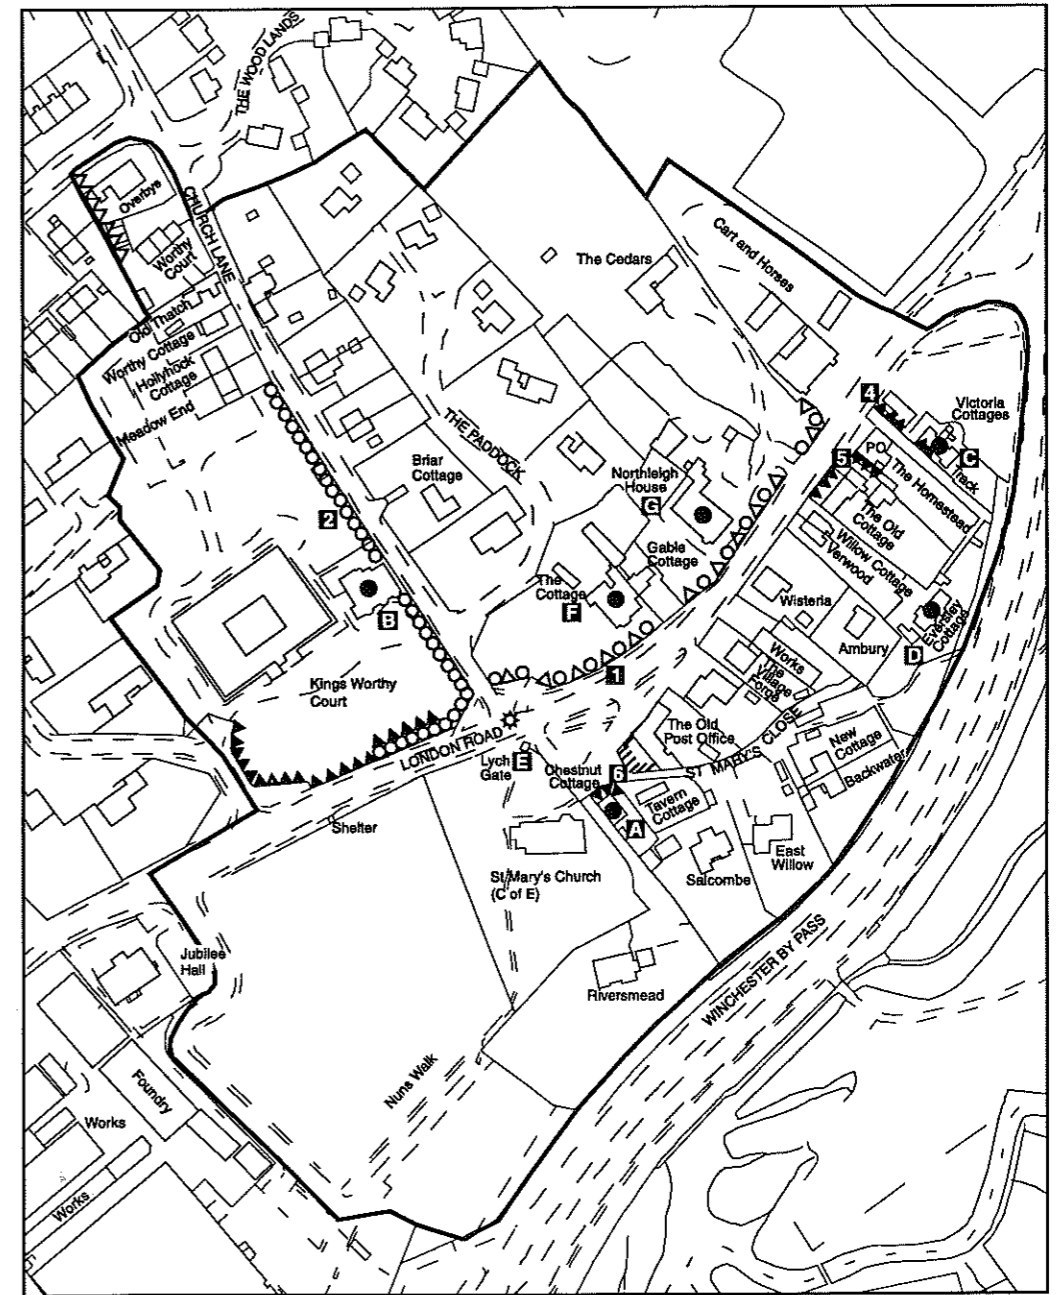 THE WOOD LANDS
Overbys
CHURCH LANE
Worthy
Court
Cart and Horses
The Cedars
Old Thatch
Worthy Cottage
Hollyhock
Cottage
Meadow End
4
Victoria
Cottages
THE PADDOCK
Briar
Cottage
Northleigh
House
G
5
PO
C
Track
The Homestead
2
The Old
Cottage
Willow Cottage
Verwood
Gable
Cottage
The
Cottage
F
Wisteria
B
Eversley
Cottage
D
Ambury
Works
The
Village
Forge
Kings Worthy
Court
1
The Old
Post Office
ST MARY'S CLOSE
New
Cottage
Backwater
LONDON ROAD
Lych
Gate
E
Chestnut
Cottage
6
Tavern
Cottage
A
Shelter
East
Willow
Salcombe
St Mary's Church
(C of E)
Jubilee
Hall
Riversmead
WINCHESTER BY PASS
Nuns Walk
Foundry
Works
Works